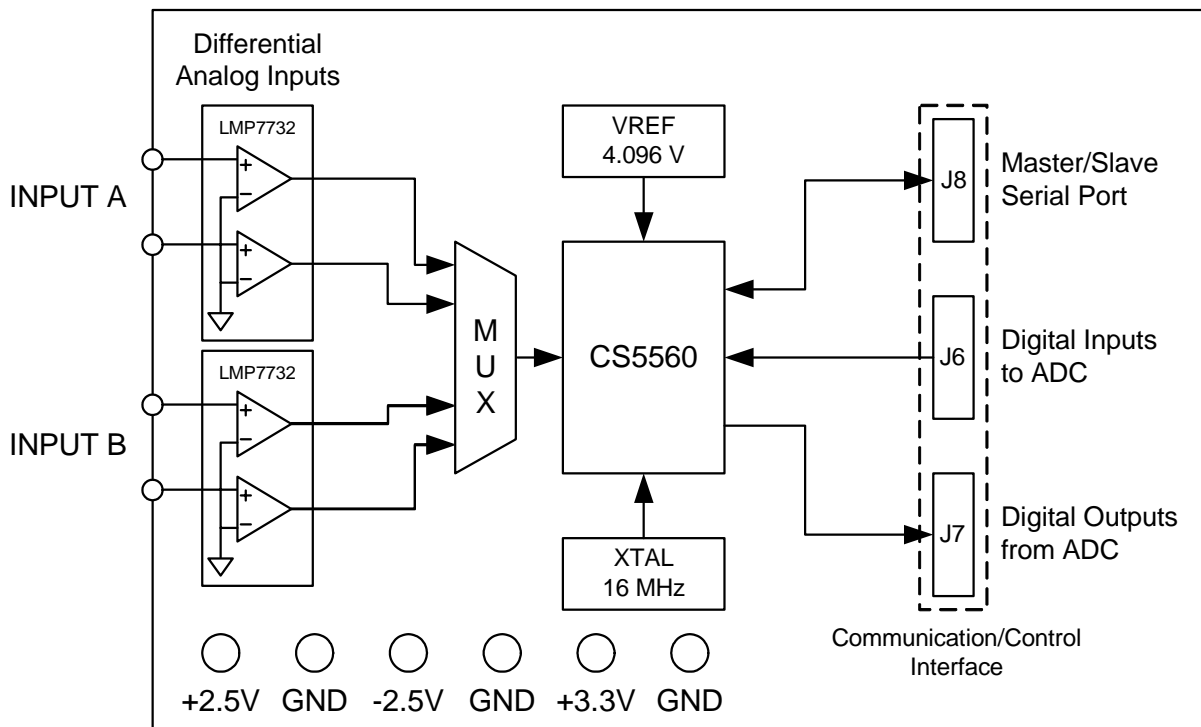 Differential
Analog Inputs
LMP7732
+
−
+
−
INPUT A
LMP7732
+
−
+
−
INPUT B
M
U
X
VREF
4.096 V
CS5560
XTAL
16 MHz
J8
Master/Slave
Serial Port
J6
Digital Inputs
to ADC
J7
Digital Outputs
from ADC
Communication/Control
Interface
+2.5V GND -2.5V GND +3.3V GND